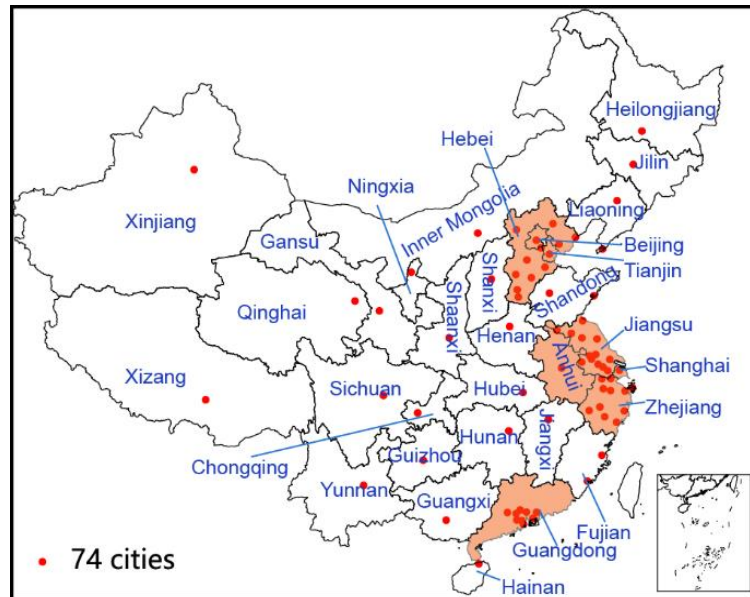 Heilongjiang
Hebei
Jilin
Ningxia
Liaoning
Xinjiang
Inner Mongolia
Gansu
Beijing
Tianjin
Shanxi
Shandong
Qinghai
Shaanxi
Jiangsu
Henan
Anhui
Shanghai
Xizang
Sichuan
Hubei
Zhejiang
Jiangxi
Hunan
Guizhou
Chongqing
Yunnan
Guangxi
Fujian
Guangdong
74 cities
Hainan